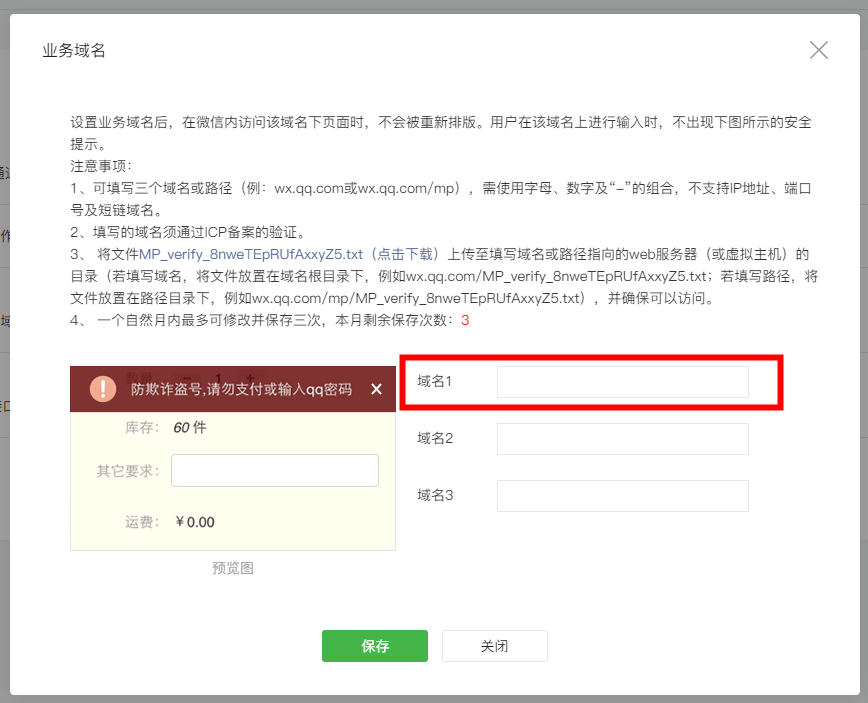 业务域名
设置业务域名后，在微信内访问该域名下页面时，不会被重新排版。用户在该域名上进行输入时，不出现下图所示的安全
提示。
注意事项：
1、可填写三个域名或路径（例：wx.qq.com或wx.qq.com/mp），需使用字母、数字及“-”的组合，不支持IP地址、端口
号及短链域名。
2、填写的域名须通过ICP备案的验证。
3、 将文件MP_verify_8nweTEpRUfAxxyZ5.txt（点击下载）上传至填写域名或路径指向的web服务器（或虚拟主机）的
目录（若填写域名，将文件放置在域名根目录下，例如wx.qq.com/MP_verify_8nweTEpRUfAxxyZ5.txt；若填写路径，将
文件放置在路径目录下，例如wx.qq.com/mp/MP_verify_8nweTEpRUfAxxyZ5.txt），并确保可以访问。
4、 一个自然月内最多可修改并保存三次，本月剩余保存次数：3
数量： － 1 +
防欺诈盗号,请勿支付或输入qq密码
库存： 60 件
其它要求：
运费： ￥0.00
预览图
域名1
域名2
域名3
保存
关闭